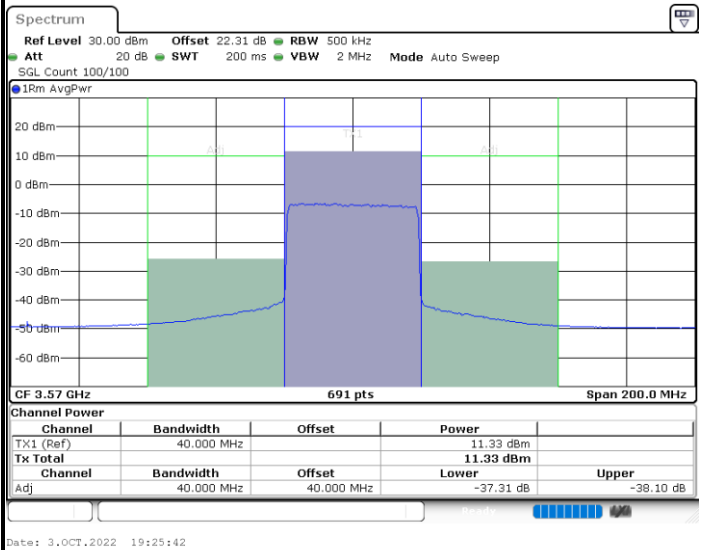 Spectrum
Ref Level 30.00 dBm Offset 22.31 dB RBW 500 kHz
Att 20 dB SWT 200 ms VBW 2 MHz Mode Auto Sweep
SGL Count 100/100
1Rm AvgPwr
20 dBm
TX1
Adj Adj
10 dBm
0 dBm
-10 dBm
-20 dBm
-30 dBm
-40 dBm
-50 dBm
-60 dBm
CF 3.57 GHz 691 pts Span 200.0 MHz
Channel Power
Channel Bandwidth Offset Power
TX1 (Ref) 40.000 MHz 11.33 dBm
Tx Total 11.33 dBm
Channel Bandwidth Offset Lower Upper
Adj 40.000 MHz 40.000 MHz -37.31 dB -38.10 dB
Ready
Date: 3.OCT.2022 19:25:42